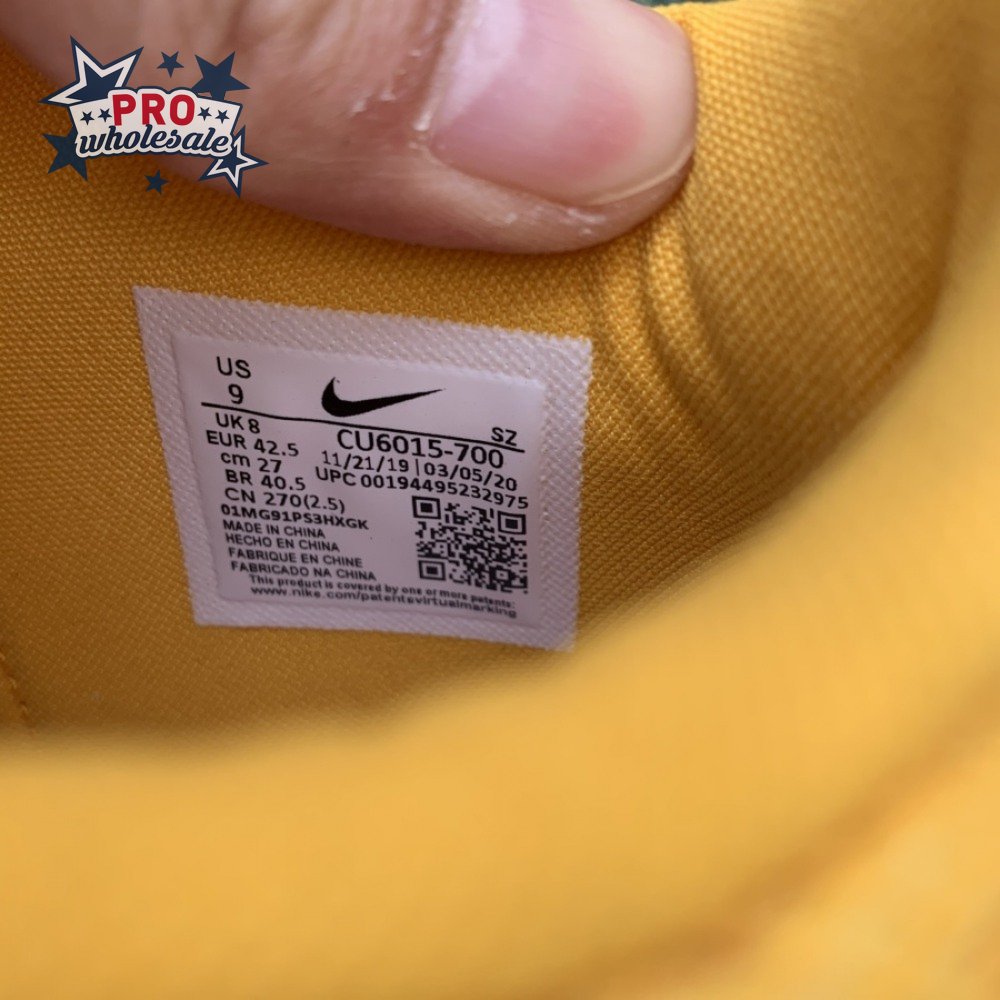 PRO
wholesale
US
9
SZ
UK 8
CU6015-700
EUR 42.5
11/21/19 | 03/05/20
cm 27
UPC 00194495232975
BR 40.5
CN 270(2.5)
01MG91PS3HXGK
MADE IN CHINA
HECHO EN CHINA
FABRIQUE EN CHINE
FABRICADO NA CHINA
This product is covered by one or more patents:
www.nike.com/patentsvirtualmarking